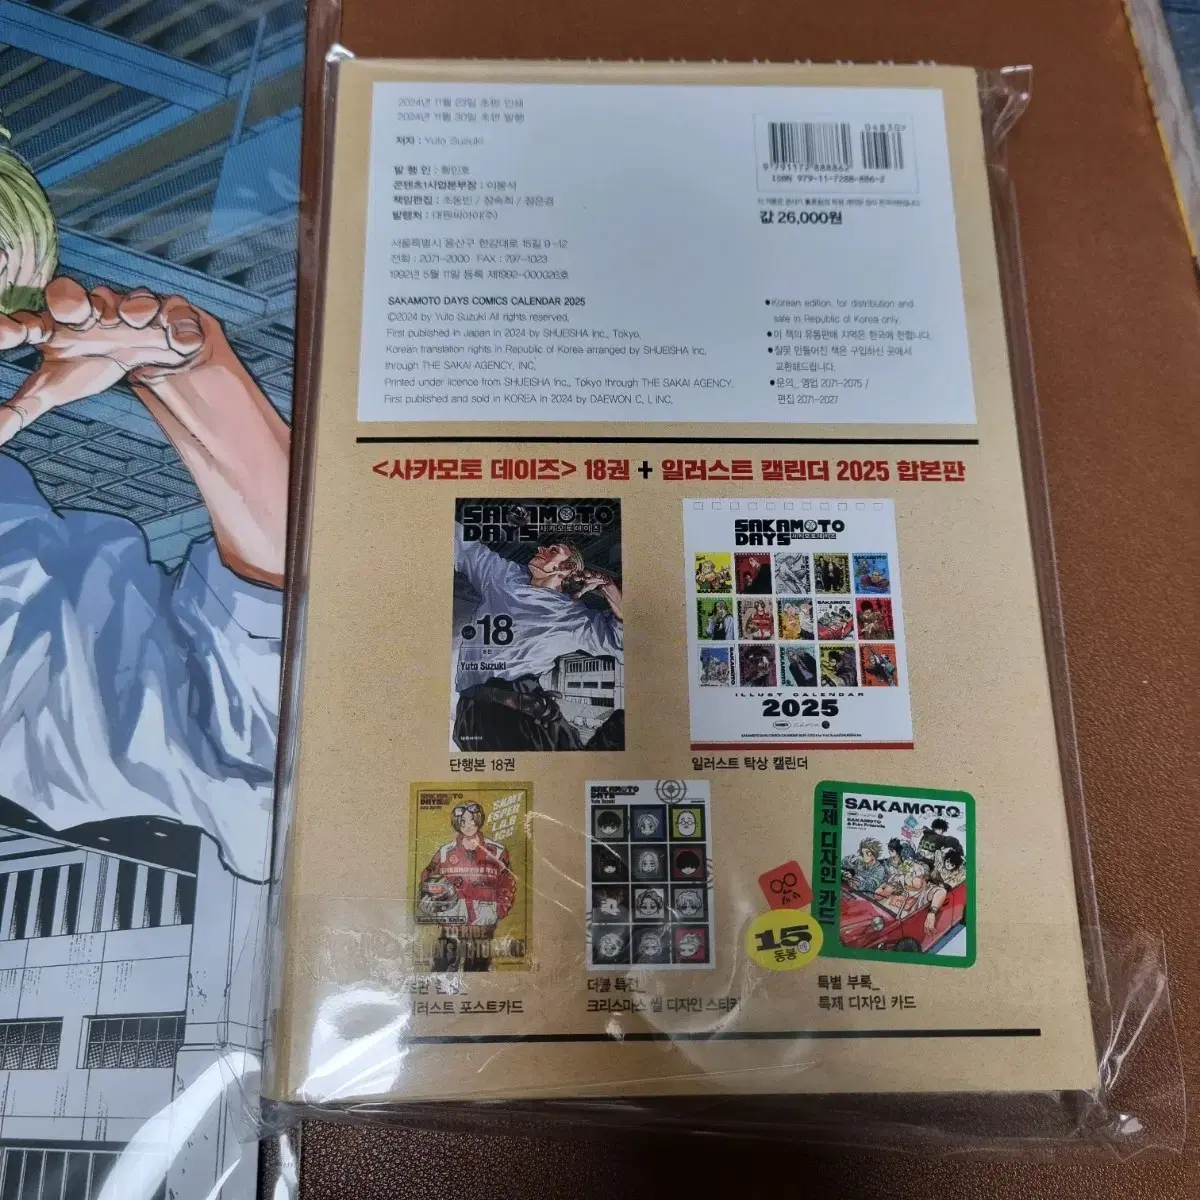 2024년 11월 23일 초판 인쇄
2024년 11월 30일 초판 발행
저자 : Yuto Suzuki
발 행 인 : 황민호
콘텐츠1사업본부장 : 이봉석
책임편집 : 조동빈 / 장숙희 / 정은경
발행처 : 대원씨아이(주)
서울특별시 용산구 한강대로 15길 9-12
전화 : 2071-2000 FAX : 797-1023
1992년 5월 11일 등록 제1992-000026호
SAKAMOTO DAYS COMICS CALENDAR 2025
©2024 by Yuto Suzuki All rights reserved.
First published in Japan in 2024 by SHUEISHA Inc., Tokyo.
Korean translation rights in Republic of Korea arranged by SHUEISHA Inc.
through THE SAKAI AGENCY, INC.
Printed under licence from SHUEISHA Inc., Tokyo through THE SAKAI AGENCY.
First published and sold in KOREA in 2024 by DAEWON C. I. INC.
04830
9 791172 888862
ISBN 979-11-7288-886-2
값 26,000원
●Korean edition, for distribution and
sale in Republic of Korea only.
●이 책의 유통판매 지역은 한국에 한합니다.
●잘못 만들어진 책은 구입하신 곳에서
교환해드립니다.
●문의_ 영업 2071-2075 /
편집 2071-2027
<사카모토 데이즈> 18권 + 일러스트 캘린더 2025 합본판
SAKAMOTO
DAYS 사카모토 데이즈
18
Yuto Suzuki
단행본 18권
SAKAMOTO
DAYS 사카모토 데이즈
ILLUST CALENDAR
2025
일러스트 탁상 캘린더
SAKAMOTO
DAYS
러스트 포스트카드
SAKAMOTO
DAYS
Yuto Suzuki
더블 특전_
크리스마스 씰 디자인 스티커
15
동봉
특제 디자인 카드
SAKAMOTO
특별 부록_
특제 디자인 카드